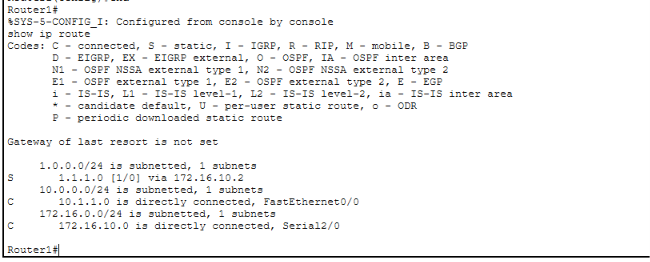 Router1#
%SYS-5-CONFIG_I: Configured from console by console
show ip route
Codes: C - connected, S - static, I - IGRP, R - RIP, M - mobile, B - BGP
       D - EIGRP, EX - EIGRP external, O - OSPF, IA - OSPF inter area
       N1 - OSPF NSSA external type 1, N2 - OSPF NSSA external type 2
       E1 - OSPF external type 1, E2 - OSPF external type 2, E - EGP
       i - IS-IS, L1 - IS-IS level-1, L2 - IS-IS level-2, ia - IS-IS inter area
       * - candidate default, U - per-user static route, o - ODR
       P - periodic downloaded static route
Gateway of last resort is not set
     1.0.0.0/24 is subnetted, 1 subnets
S       1.1.1.0 [1/0] via 172.16.10.2
     10.0.0.0/24 is subnetted, 1 subnets
C       10.1.1.0 is directly connected, FastEthernet0/0
     172.16.0.0/24 is subnetted, 1 subnets
C       172.16.10.0 is directly connected, Serial2/0
Router1#